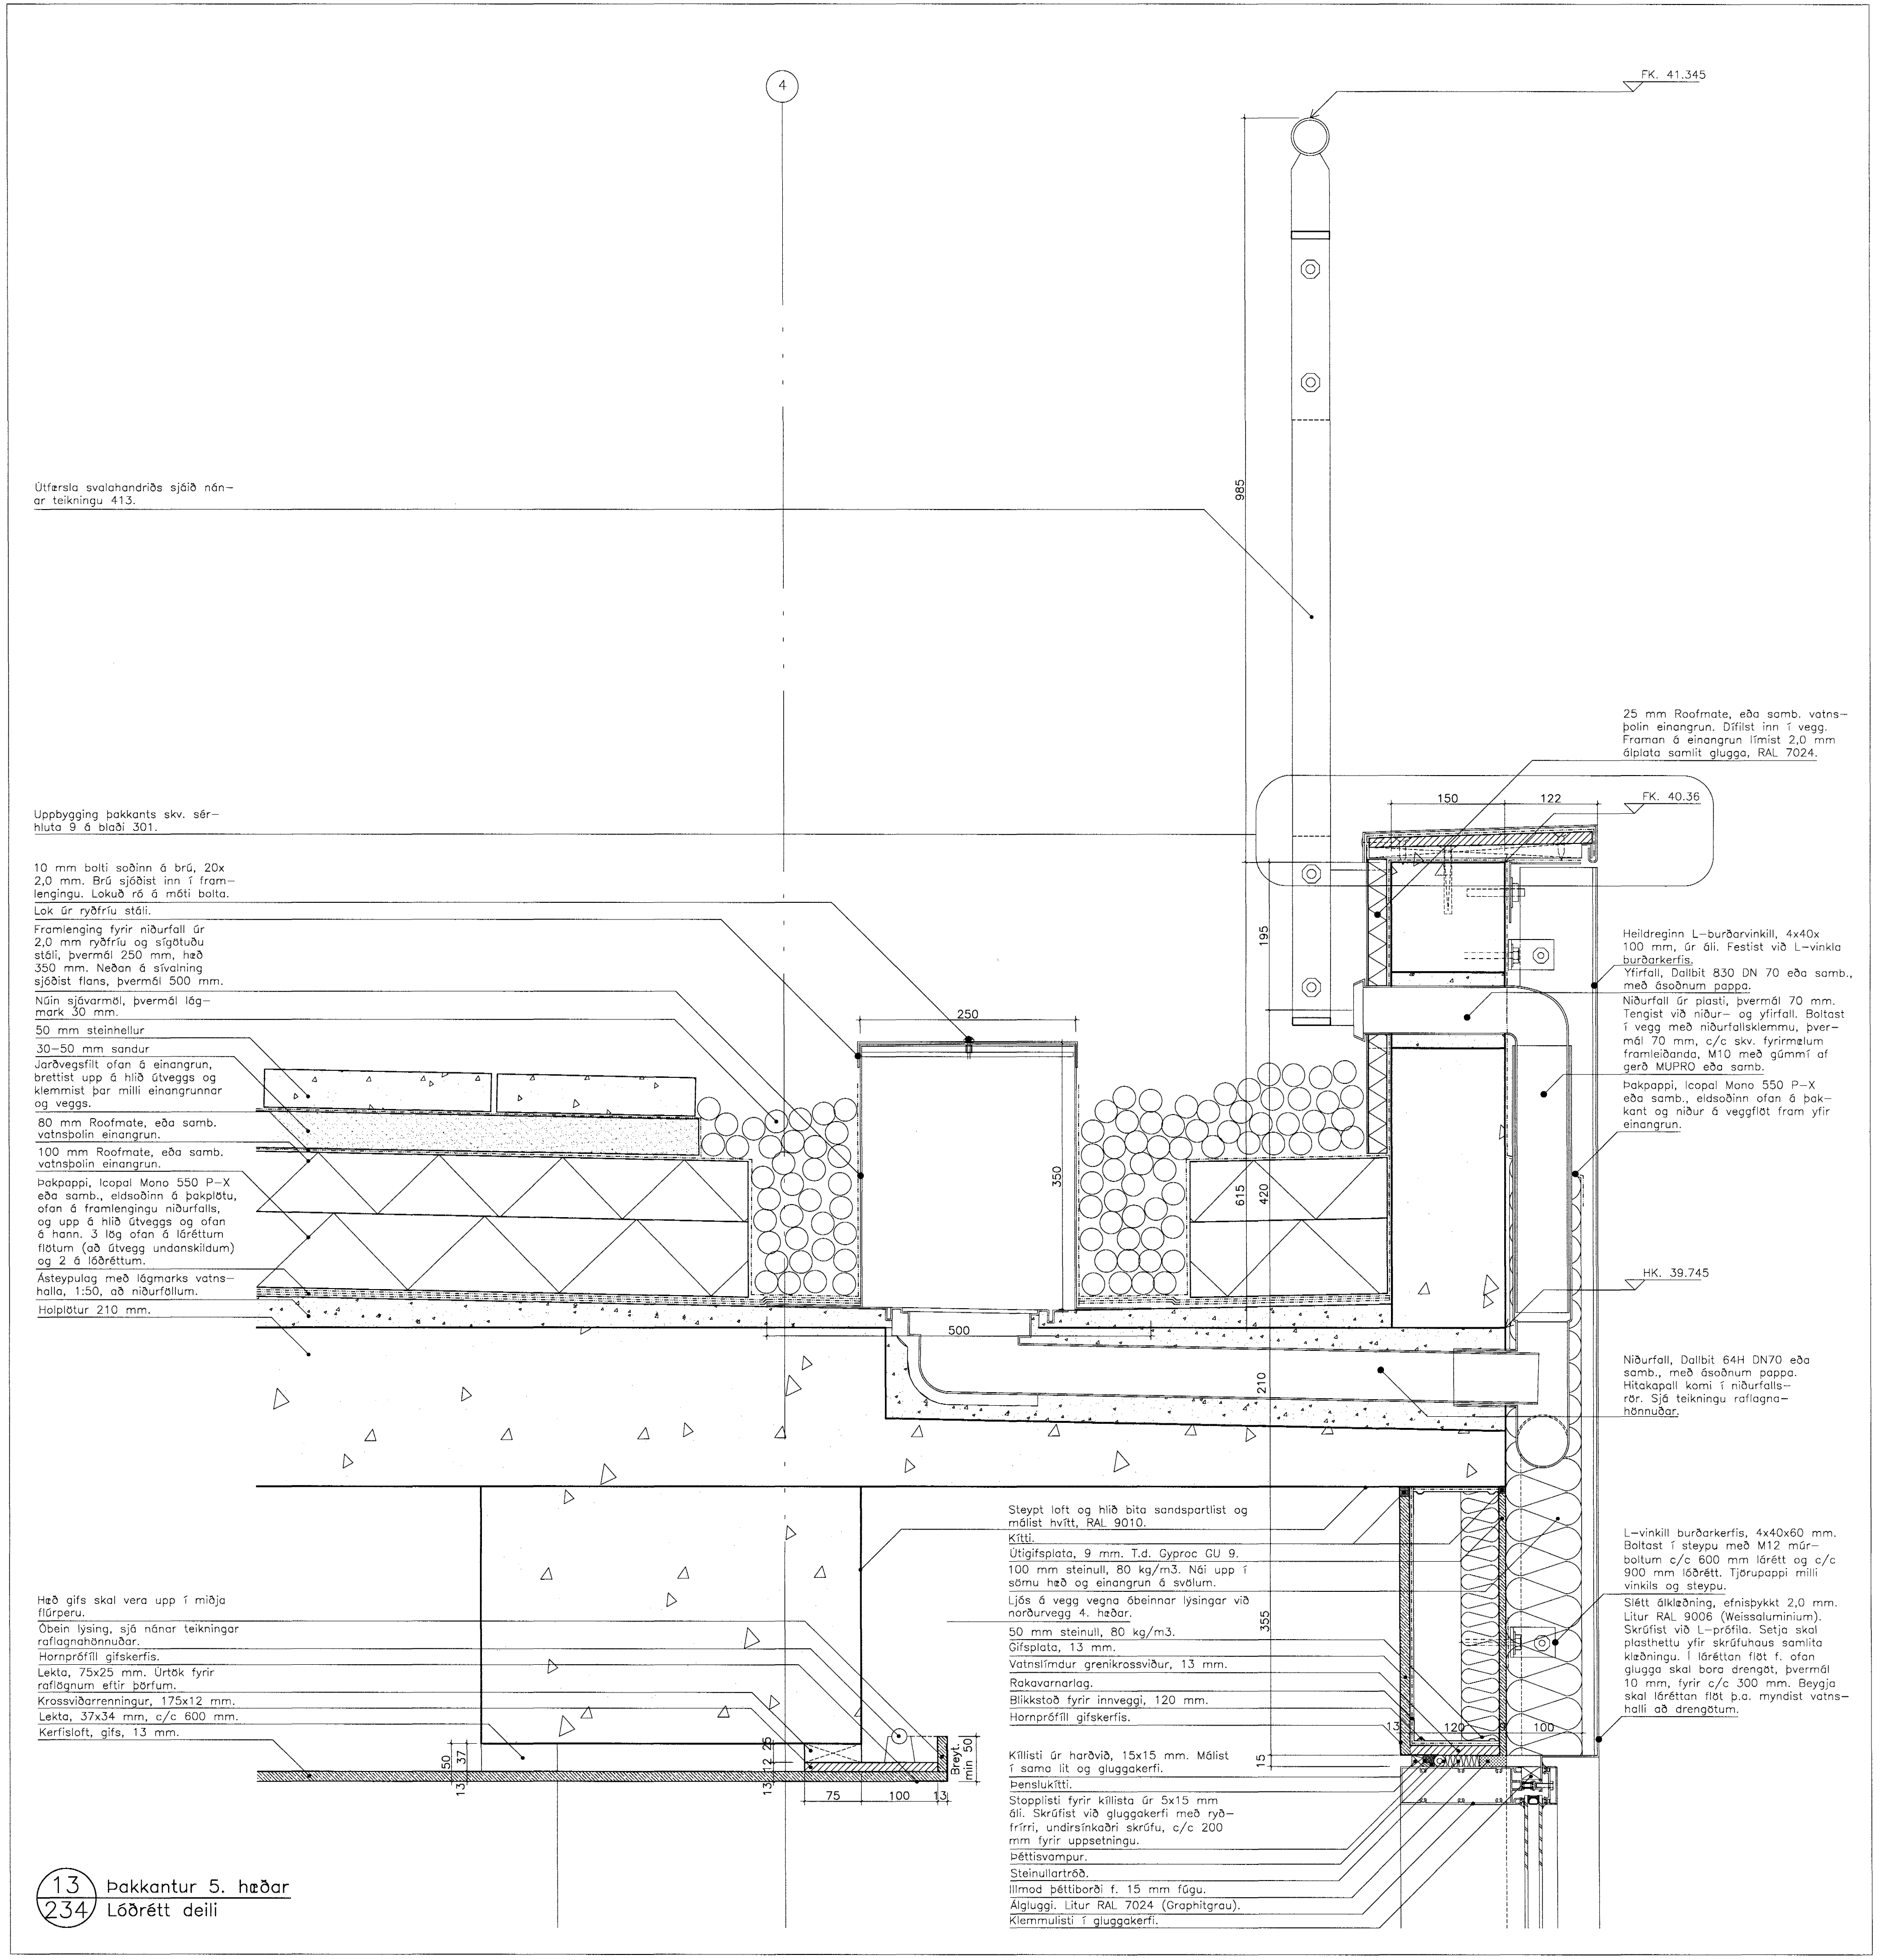 4
FK. 41.345
985
Útfærsla svalahandriðs sjáið nán–
ar teikningu 413.
25 mm Roofmate, eða samb. vatns–
þolin einangrun. Dífilst inn í vegg.
Framan á einangrun límist 2,0 mm
álplata samlit glugga, RAL 7024.
150
122
FK. 40.36
Uppbygging þakkants skv. sér–
hluta 9 á blaði 301.
10 mm bolti soðinn á brú, 20x
2,0 mm. Brú sjóðist inn í fram–
lengingu. Lokuð ró á móti bolta.
Lok úr ryðfríu stáli.
Framlenging fyrir niðurfall úr
2,0 mm ryðfríu og sígötuðu
stáli, þvermál 250 mm, hæð
350 mm. Neðan á sívalning
sjóðist flans, þvermál 500 mm.
Núin sjávarmöl, þvermál lág–
mark 30 mm.
50 mm steinhellur
30–50 mm sandur
Jarðvegsfilt ofan á einangrun,
brettist upp á hlið útveggs og
klemmist þar milli einangrunnar
og veggs.
80 mm Roofmate, eða samb.
vatnsþolin einangrun.
100 mm Roofmate, eða samb.
vatnsþolin einangrun.
Þakpappi, Icopal Mono 550 P–X
eða samb., eldsoðinn á þakplötu,
ofan á framlengingu niðurfalls,
og upp á hlið útveggs og ofan
á hann. 3 lög ofan á láréttum
flötum (að útvegg undanskildum)
og 2 á lóðréttum.
Ásteypulag með lágmarks vatns–
halla, 1:50, að niðurföllum.
Holplötur 210 mm.
250
350
500
195
615
420
210
355
Heildreginn L–burðarvinkill, 4x40x
100 mm, úr áli. Festist við L–vinkla
burðarkerfis.
Yfirfall, Dallbit 830 DN 70 eða samb.,
með ásoðnum pappa.
Niðurfall úr plasti, þvermál 70 mm.
Tengist við niður– og yfirfall. Boltast
í vegg með niðurfallsklemmu, þver–
mál 70 mm, c/c skv. fyrirmælum
framleiðanda, M10 með gúmmí af
gerð MUPRO eða samb.
Þakpappi, Icopal Mono 550 P–X
eða samb., eldsoðinn ofan á þak–
kant og niður á veggflöt fram yfir
einangrun.
HK. 39.745
Niðurfall, Dallbit 64H DN70 eða
samb., með ásoðnum pappa.
Hitakapall komi í niðurfalls–
rör. Sjá teikningu raflagna–
hönnuðar.
L–vinkill burðarkerfis, 4x40x60 mm.
Boltast í steypu með M12 múr–
boltum c/c 600 mm lárétt og c/c
900 mm lóðrétt. Tjörupappi milli
vinkils og steypu.
Slétt álklæðning, efnisþykkt 2,0 mm.
Litur RAL 9006 (Weissaluminium).
Skrúfist við L–prófíla. Setja skal
plasthettu yfir skrúfuhaus samlita
klæðningu. Í láréttan flöt f. ofan
glugga skal bora drengöt, þvermál
10 mm, fyrir c/c 300 mm. Beygja
skal láréttan flöt þ.a. myndist vatns–
halli að drengötum.
Steypt loft og hlið bita sandspartlist og
málist hvítt, RAL 9010.
Kítti.
Útigifsplata, 9 mm. T.d. Gyproc GU 9.
100 mm steinull, 80 kg/m3. Nái upp í
sömu hæð og einangrun á svölum.
Ljós á vegg vegna óbeinnar lýsingar við
norðurvegg 4. hæðar.
50 mm steinull, 80 kg/m3.
Gifsplata, 13 mm.
Vatnslímdur grenikrossviður, 13 mm.
Rakavarnarlag.
Blikkstoð fyrir innveggi, 120 mm.
Hornprófíll gifskerfis.
Kíllisti úr harðvið, 15x15 mm. Málist
í sama lit og gluggakerfi.
Þenslukítti.
Stopplisti fyrir kíllista úr 5x15 mm
áli. Skrúfist við gluggakerfi með ryð–
frírri, undirsínkaðri skrúfu, c/c 200
mm fyrir uppsetningu.
Þéttisvampur.
Steinullartróð.
Illmod þéttiborði f. 15 mm fúgu.
Álgluggi. Litur RAL 7024 (Graphitgrau).
Klemmulisti í gluggakerfi.
13
120
9
100
15
Hæð gifs skal vera upp í miðja
flúrperu.
Óbein lýsing, sjá nánar teikningar
raflagnahönnuðar.
Hornprófíll gifskerfis.
Lekta, 75x25 mm. Úrtök fyrir
raflögnum eftir þörfum.
Krossviðarrenningur, 175x12 mm.
Lekta, 37x34 mm, c/c 600 mm.
Kerfisloft, gifs, 13 mm.
50
37
13
25
12
13
75
100
13
Breyt.
min 50
13
234
Þakkantur 5. hæðar
Lóðrétt deili